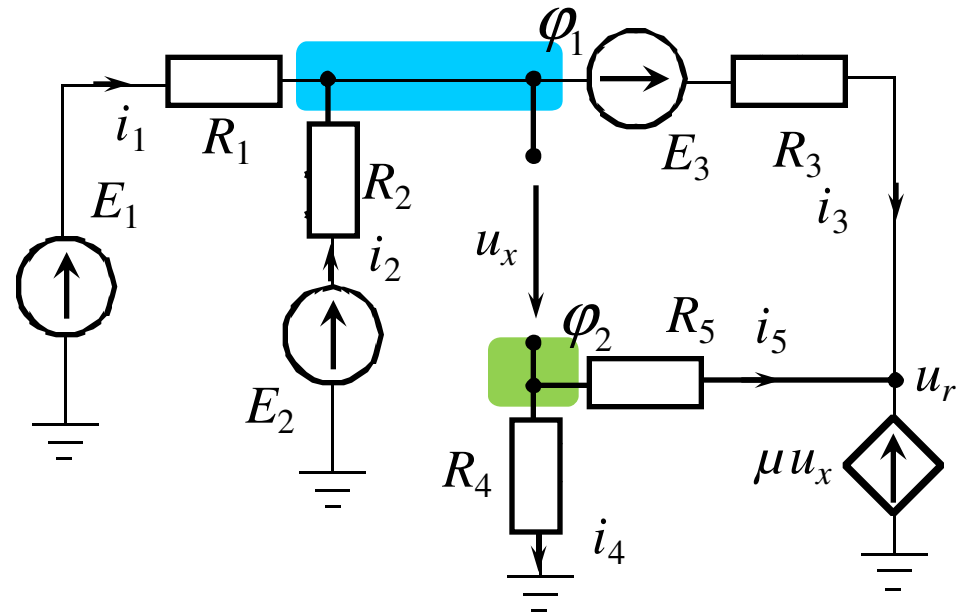 φ₁
i₁
R₁
E₃
R₃
E₁
R₂
i₃
i₂
uₓ
φ₂
R₅
i₅
E₂
uᵣ
R₄
μuₓ
i₄